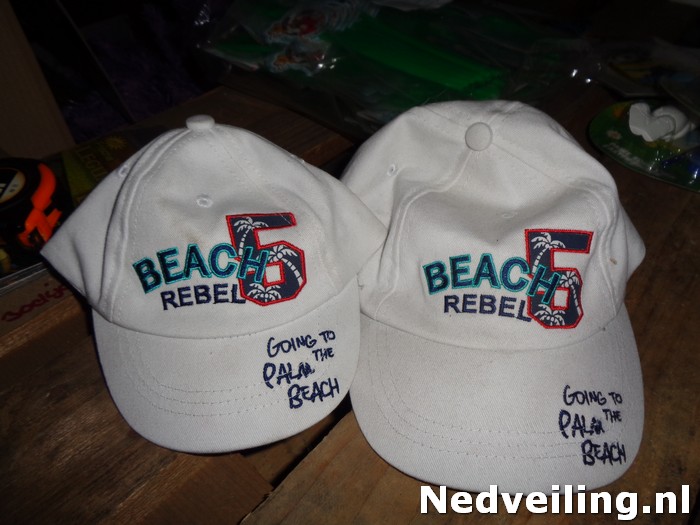 BEACH 5
REBEL
GOING TO
THE
PALM
BEACH
BEACH 5
REBEL
GOING TO
THE
PALM
BEACH
Nedveiling.nl